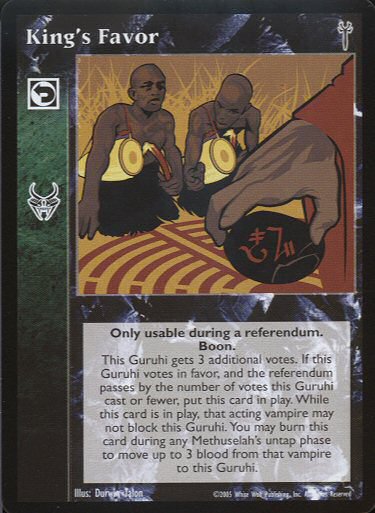 King's Favor
Only usable during a referendum.
Boon.
This Guruhi gets 3 additional votes. If this
Guruhi votes in favor, and the referendum
passes by the number of votes this Guruhi
cast or fewer, put this card in play. While
this card is in play, that acting vampire may
not block this Guruhi. You may burn this
card during any Methuselah's untap phase
to move up to 3 blood from that vampire
to this Guruhi.
Illus: Durwin Talon
©2005 White Wolf Publishing, Inc. All Rights Reserved